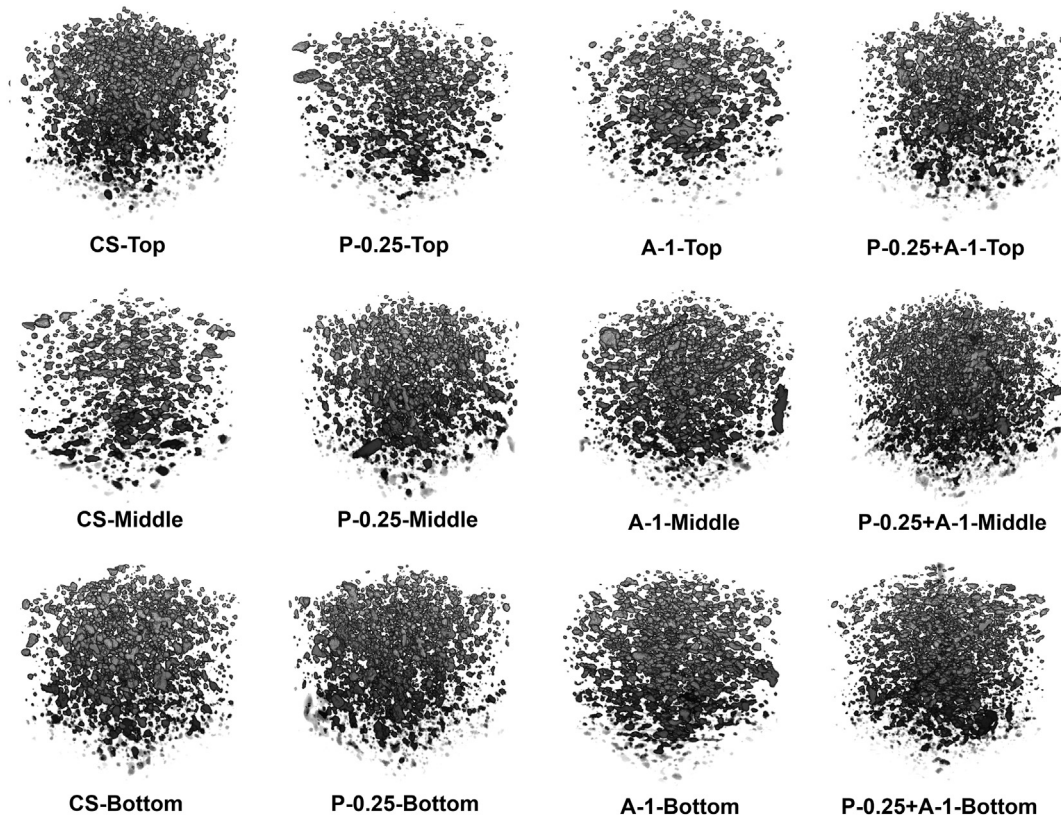 CS-Top
P-0.25-Top
A-1-Top
P-0.25+A-1-Top
CS-Middle
P-0.25-Middle
A-1-Middle
P-0.25+A-1-Middle
CS-Bottom
P-0.25-Bottom
A-1-Bottom
P-0.25+A-1-Bottom